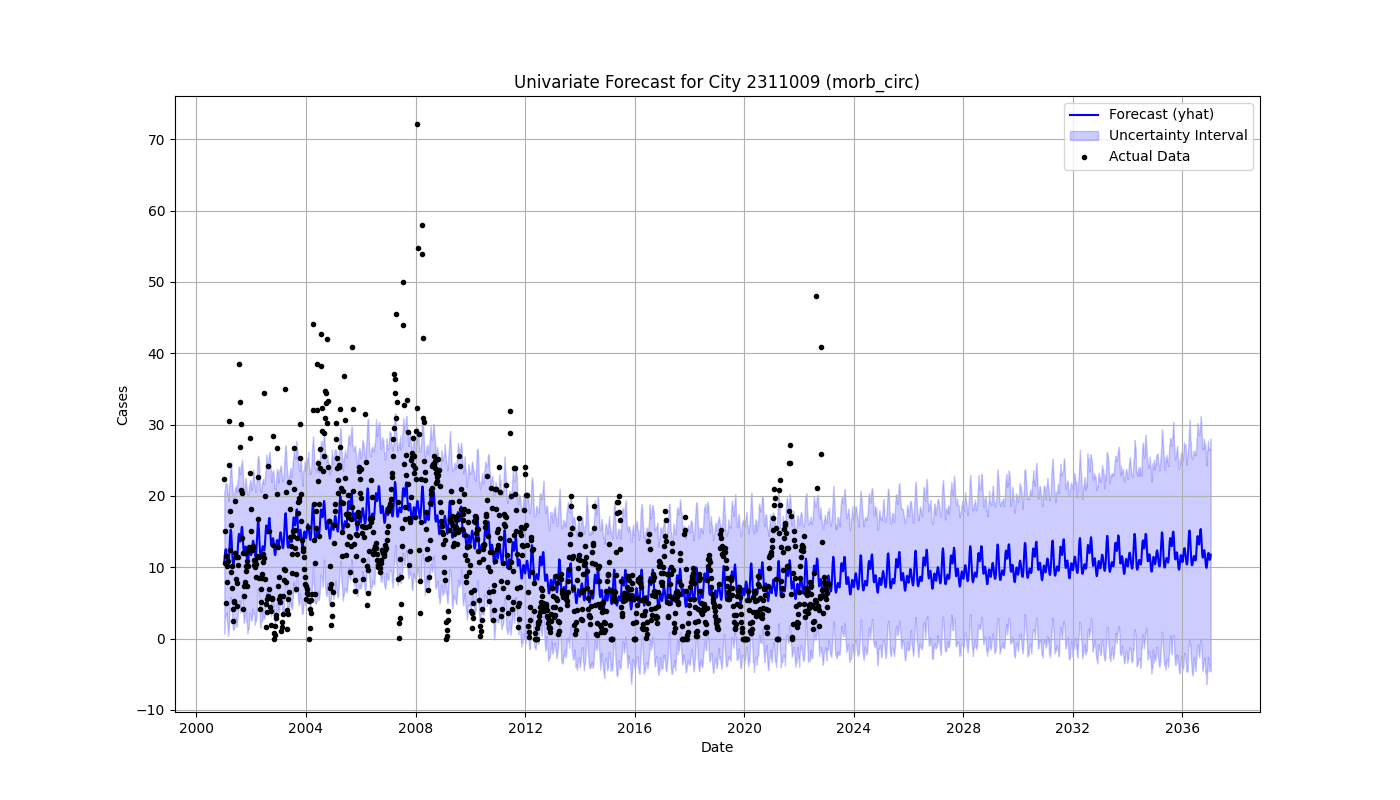 Univariate Forecast for City 2311009 (morb_circ)
Forecast (yhat)
Uncertainty Interval
Actual Data
70
60
50
40
30
20
10
0
−10
Cases
2000 2004 2008 2012 2016 2020 2024 2028 2032 2036
Date